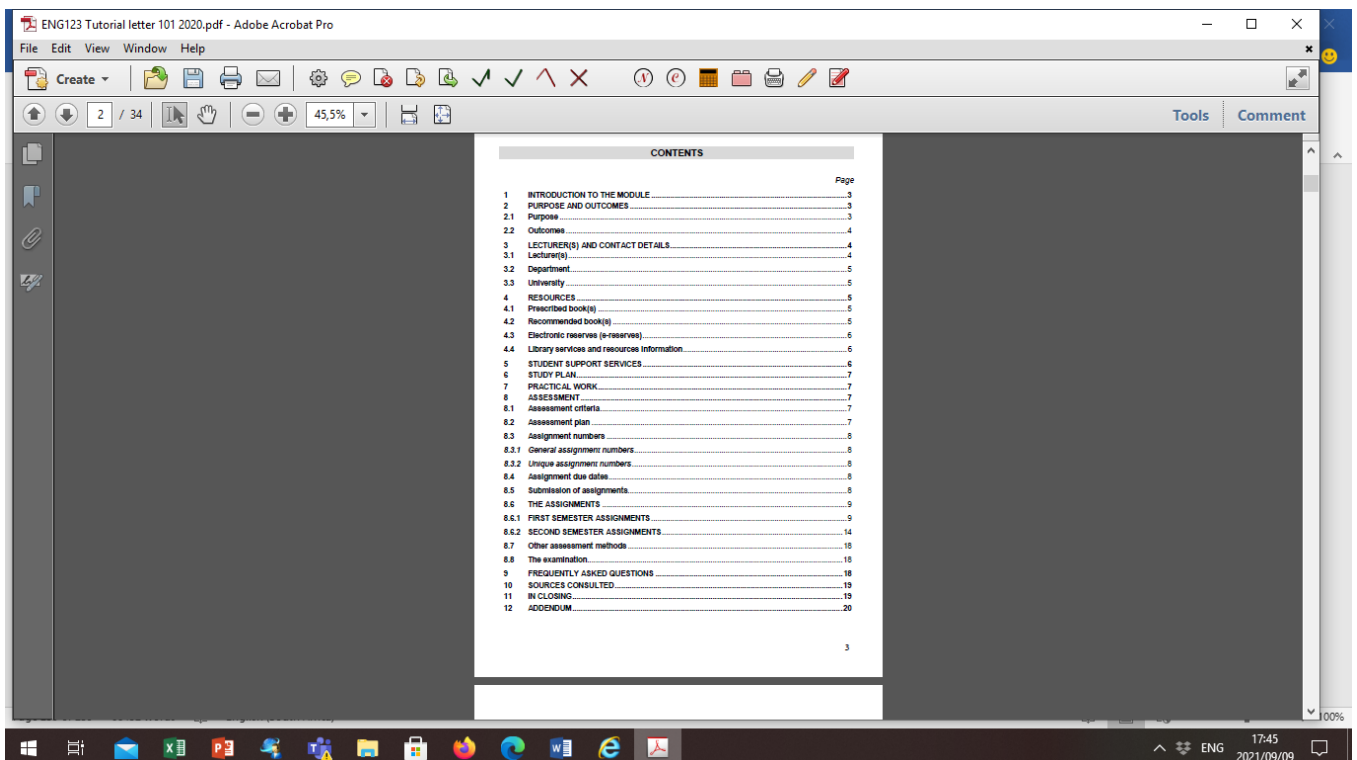 ENG123 Tutorial letter 101 2020.pdf - Adobe Acrobat Pro
File Edit View Window Help
Create
2 / 34 45,5% Tools Comment
CONTENTS
Page
1 INTRODUCTION TO THE MODULE 3
2 PURPOSE AND OUTCOMES 3
2.1 Purpose 3
2.2 Outcomes 4
3 LECTURER(S) AND CONTACT DETAILS 4
3.1 Lecturer(s) 4
3.2 Department 5
3.3 University 5
4 RESOURCES 5
4.1 Prescribed book(s) 5
4.2 Recommended book(s) 5
4.3 Electronic reserves (e-reserves) 6
4.4 Library services and resources information 6
5 STUDENT SUPPORT SERVICES 6
6 STUDY PLAN 7
7 PRACTICAL WORK 7
8 ASSESSMENT 7
8.1 Assessment criteria 7
8.2 Assessment plan 7
8.3 Assignment numbers 8
8.3.1 General assignment numbers 8
8.3.2 Unique assignment numbers 8
8.4 Assignment due dates 8
8.5 Submission of assignments 8
8.6 THE ASSIGNMENTS 9
8.6.1 FIRST SEMESTER ASSIGNMENTS 9
8.6.2 SECOND SEMESTER ASSIGNMENTS 14
8.7 Other assessment methods 18
8.8 The examination 18
9 FREQUENTLY ASKED QUESTIONS 18
10 SOURCES CONSULTED 19
11 IN CLOSING 19
12 ADDENDUM 20
3
100%
ENG
17:45
2021/09/09